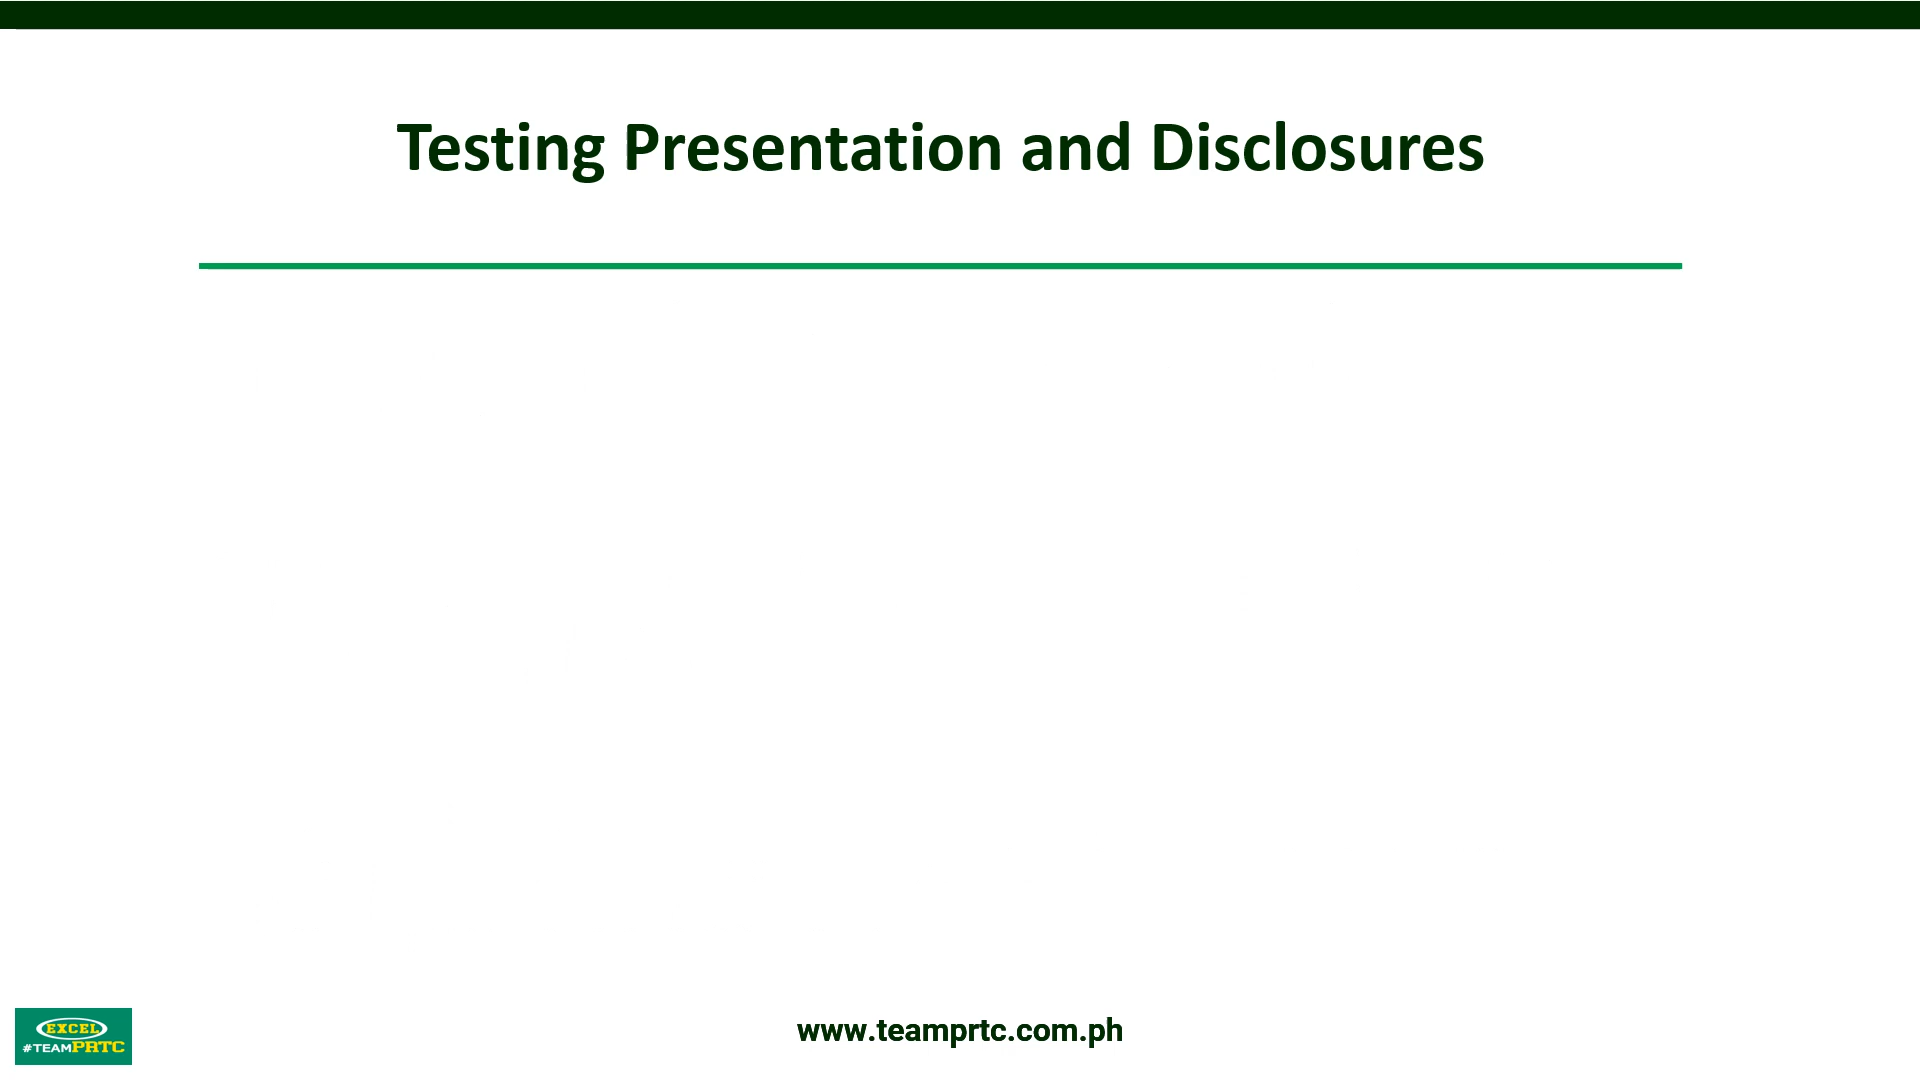 Testing Presentation and Disclosures
EXCEL
#TEAMPRTC
www.teamprtc.com.ph